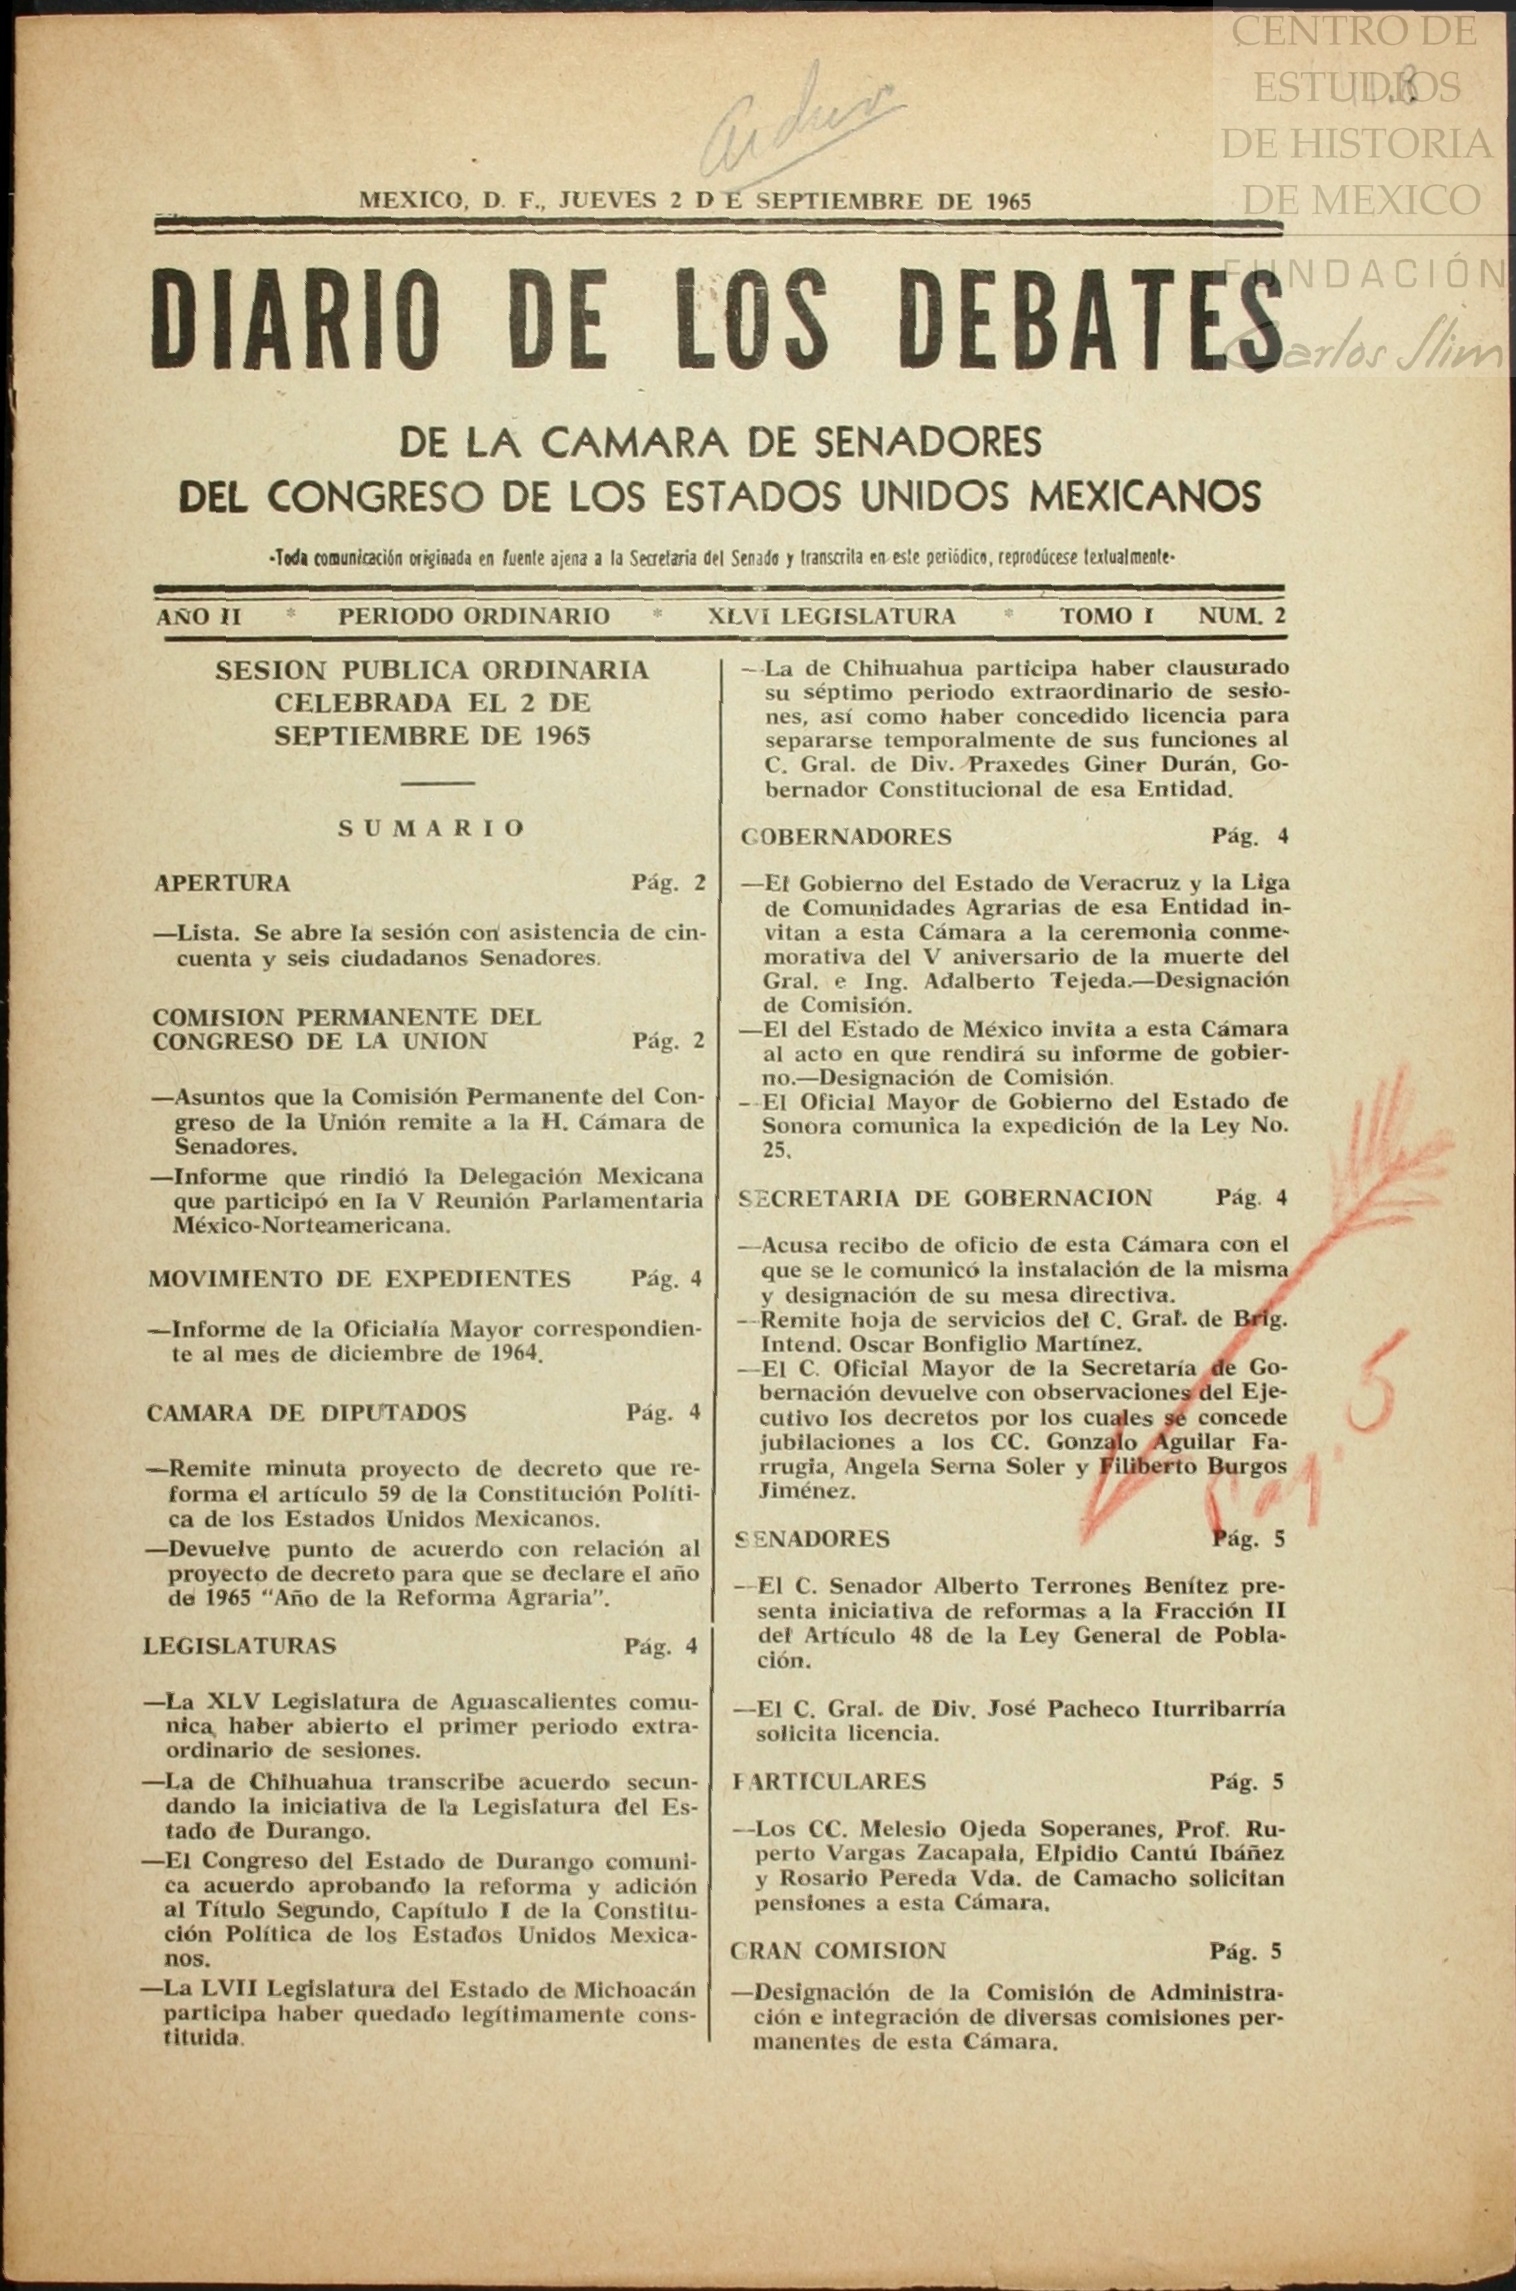 CENTRO DE
ESTUDIOS
DE HISTORIA
DE MEXICO
FUNDACIÓN
Carlos Slim
MEXICO, D. F., JUEVES 2 D E SEPTIEMBRE DE 1965
DIARIO DE LOS DEBATES
DE LA CAMARA DE SENADORES
DEL CONGRESO DE LOS ESTADOS UNIDOS MEXICANOS
-Toda comunicación originada en fuente ajena a la Secretaria del Senado y transcrita en este periódico, reprodúcese textualmente-
AÑO II * PERIODO ORDINARIO * XLVI LEGISLATURA * TOMO I NUM. 2
SESION PUBLICA ORDINARIA
CELEBRADA EL 2 DE
SEPTIEMBRE DE 1965
SUMARIO
APERTURA Pág. 2
—Lista. Se abre la sesión con asistencia de cin-
cuenta y seis ciudadanos Senadores.
COMISION PERMANENTE DEL
CONGRESO DE LA UNION Pág. 2
—Asuntos que la Comisión Permanente del Con-
greso de la Unión remite a la H. Cámara de
Senadores.
—Informe que rindió la Delegación Mexicana
que participó en la V Reunión Parlamentaria
México-Norteamericana.
MOVIMIENTO DE EXPEDIENTES Pág. 4
—Informe de la Oficialía Mayor correspondien-
te al mes de diciembre de 1964.
CAMARA DE DIPUTADOS Pág. 4
—Remite minuta proyecto de decreto que re-
forma el artículo 59 de la Constitución Políti-
ca de los Estados Unidos Mexicanos.
—Devuelve punto de acuerdo con relación al
proyecto de decreto para que se declare el año
de 1965 "Año de la Reforma Agraria".
LEGISLATURAS Pág. 4
—La XLV Legislatura de Aguascalientes comu-
nica haber abierto el primer periodo extra-
ordinario de sesiones.
—La de Chihuahua transcribe acuerdo secun-
dando la iniciativa de la Legislatura del Es-
tado de Durango.
—El Congreso del Estado de Durango comuni-
ca acuerdo aprobando la reforma y adición
al Título Segundo, Capítulo I de la Constitu-
ción Política de los Estados Unidos Mexica-
nos.
—La LVII Legislatura del Estado de Michoacán
participa haber quedado legítimamente cons-
tituida.
—La de Chihuahua participa haber clausurado
su séptimo periodo extraordinario de sesio-
nes, así como haber concedido licencia para
separarse temporalmente de sus funciones al
C. Gral. de Div. Praxedes Giner Durán, Go-
bernador Constitucional de esa Entidad.
GOBERNADORES Pág. 4
—El Gobierno del Estado de Veracruz y la Liga
de Comunidades Agrarias de esa Entidad in-
vitan a esta Cámara a la ceremonia conme-
morativa del V aniversario de la muerte del
Gral. e Ing. Adalberto Tejeda.—Designación
de Comisión.
—El del Estado de México invita a esta Cámara
al acto en que rendirá su informe de gobier-
no.—Designación de Comisión.
—El Oficial Mayor de Gobierno del Estado de
Sonora comunica la expedición de la Ley No.
25.
SECRETARIA DE GOBERNACION Pág. 4
—Acusa recibo de oficio de esta Cámara con el
que se le comunicó la instalación de la misma
y designación de su mesa directiva.
—Remite hoja de servicios del C. Gral. de Brig.
Intend. Oscar Bonfiglio Martínez.
—El C. Oficial Mayor de la Secretaría de Go-
bernación devuelve con observaciones del Eje-
cutivo los decretos por los cuales se concede
jubilaciones a los CC. Gonzalo Aguilar Fa-
rrugia, Angela Serna Soler y Filiberto Burgos
Jiménez.
Pag. 5
SENADORES Pág. 5
—El C. Senador Alberto Terrones Benítez pre-
senta iniciativa de reformas a la Fracción II
del Artículo 48 de la Ley General de Pobla-
ción.
—El C. Gral. de Div. José Pacheco Iturribarría
solicita licencia.
PARTICULARES Pág. 5
—Los CC. Melesio Ojeda Soperanes, Prof. Ru-
perto Vargas Zacapala, Elpidio Cantú Ibáñez
y Rosario Pereda Vda. de Camacho solicitan
pensiones a esta Cámara.
GRAN COMISION Pág. 5
—Designación de la Comisión de Administra-
ción e integración de diversas comisiones per-
manentes de esta Cámara.